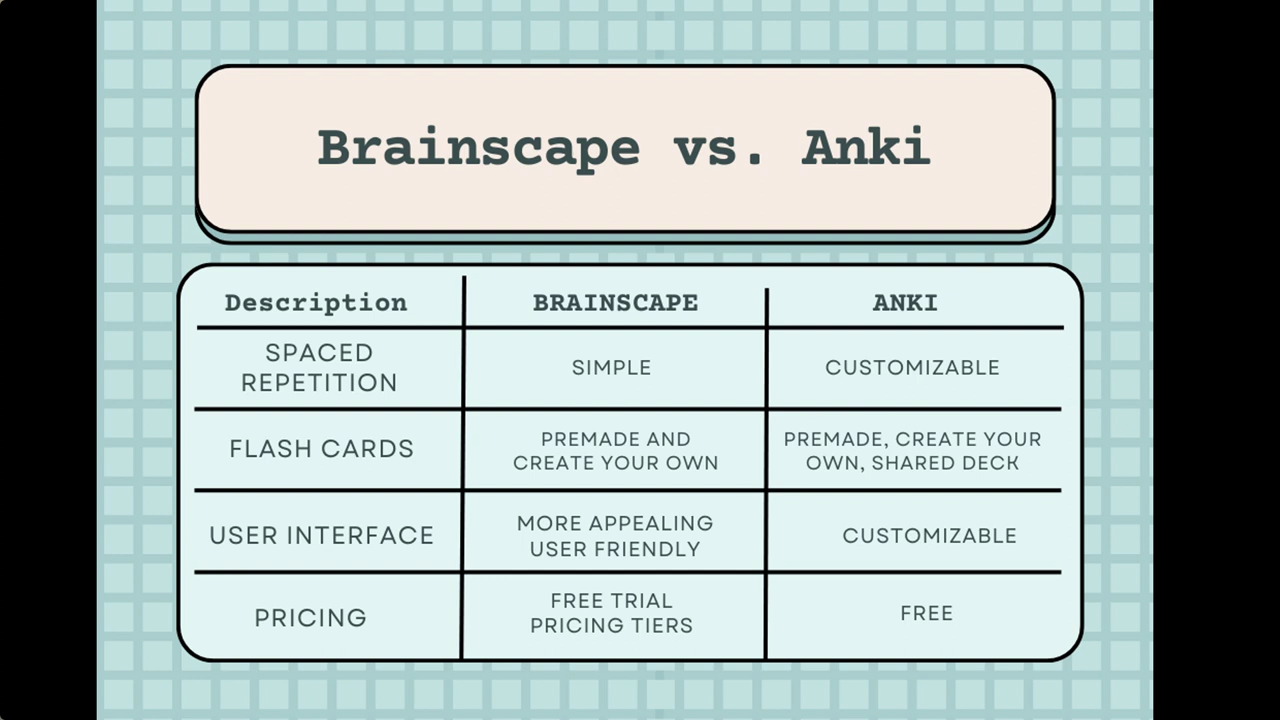 Brainscape vs. Anki
Description BRAINSCAPE ANKI
SPACED
REPETITION
SIMPLE
CUSTOMIZABLE
FLASH CARDS
PREMADE AND
CREATE YOUR OWN
PREMADE, CREATE YOUR
OWN, SHARED DECK
USER INTERFACE
MORE APPEALING
USER FRIENDLY
CUSTOMIZABLE
PRICING
FREE TRIAL
PRICING TIERS
FREE